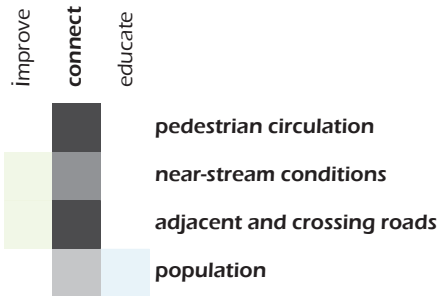 improve
connect
educate
pedestrian circulation
near-stream conditions
adjacent and crossing roads
population